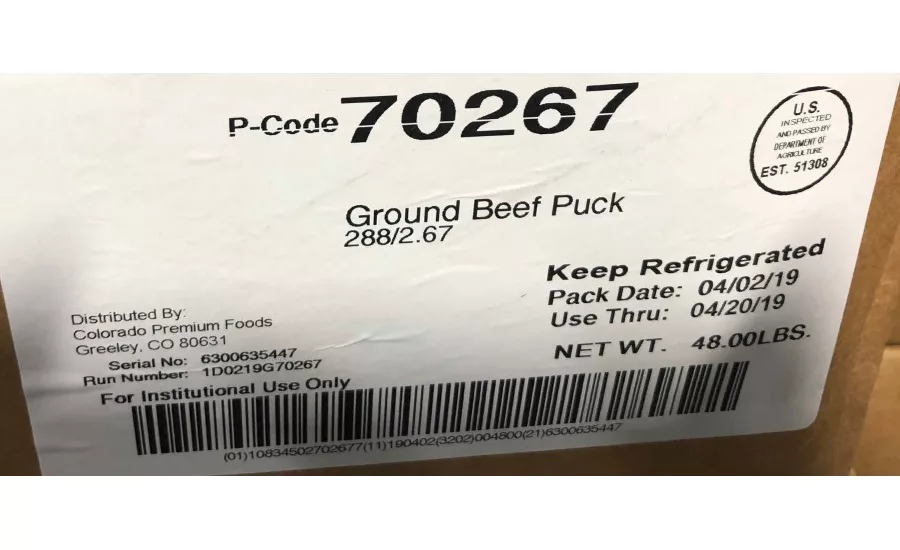 P-Code 70267
U.S.
INSPECTED
AND PASSED BY
DEPARTMENT OF
AGRICULTURE
EST. 51308
Ground Beef Puck
288/2.67
Keep Refrigerated
Pack Date: 04/02/19
Use Thru: 04/20/19
NET WT. 48.00LBS.
Distributed By:
Colorado Premium Foods
Greeley, CO 80631
Serial No: 6300635447
Run Number: 1D0219G70267
For Institutional Use Only
(01)10834502702677(11)190402(3202)004800(21)6300635447